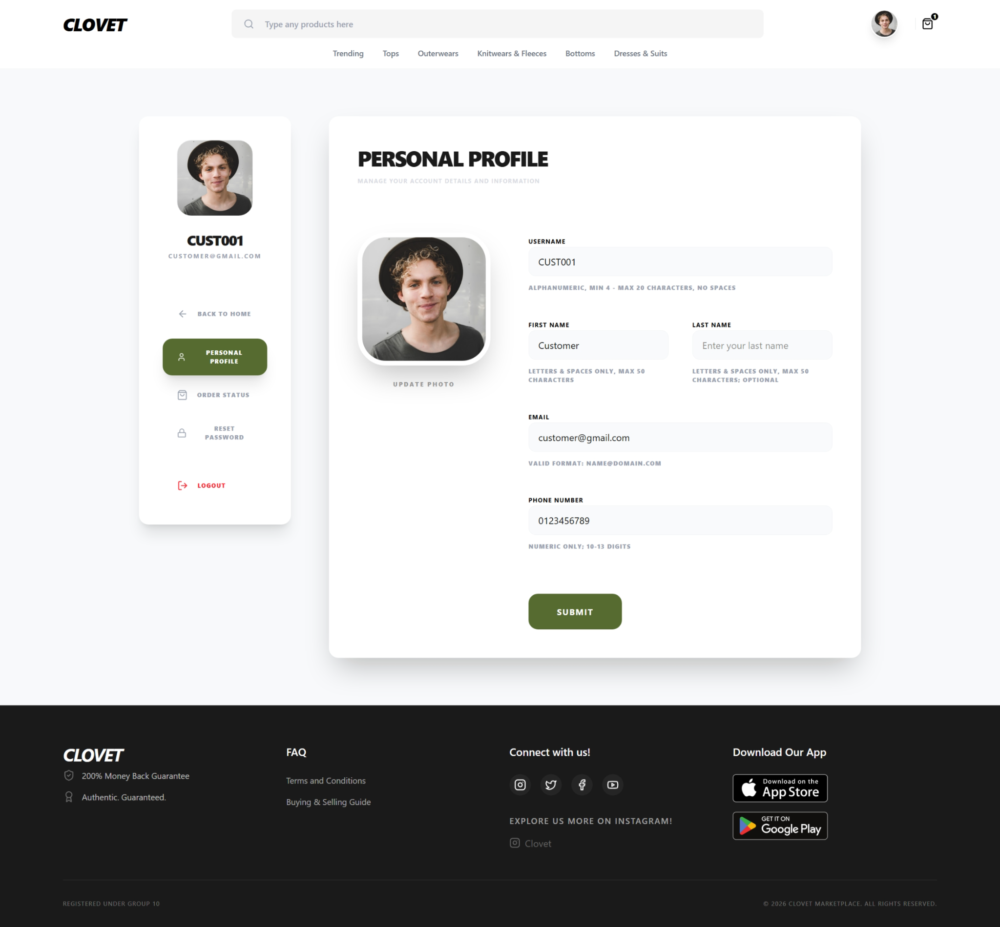 CLOVET
Type any products here
1
Trending Tops Outerwears Knitwears & Fleeces Bottoms Dresses & Suits
CUST001
CUSTOMER@GMAIL.COM
BACK TO HOME
PERSONAL
PROFILE
ORDER STATUS
RESET
PASSWORD
LOGOUT
PERSONAL PROFILE
MANAGE YOUR ACCOUNT DETAILS AND INFORMATION
UPDATE PHOTO
USERNAME
CUST001
ALPHANUMERIC, MIN 4 - MAX 20 CHARACTERS, NO SPACES
FIRST NAME
Customer
LETTERS & SPACES ONLY, MAX 50
CHARACTERS
LAST NAME
Enter your last name
LETTERS & SPACES ONLY, MAX 50
CHARACTERS; OPTIONAL
EMAIL
customer@gmail.com
VALID FORMAT: NAME@DOMAIN.COM
PHONE NUMBER
0123456789
NUMERIC ONLY; 10-13 DIGITS
SUBMIT
CLOVET
200% Money Back Guarantee
Authentic. Guaranteed.
FAQ
Terms and Conditions
Buying & Selling Guide
Connect with us!
EXPLORE US MORE ON INSTAGRAM!
Clovet
Download Our App
Download on the
App Store
GET IT ON
Google Play
REGISTERED UNDER GROUP 10
© 2026 CLOVET MARKETPLACE. ALL RIGHTS RESERVED.